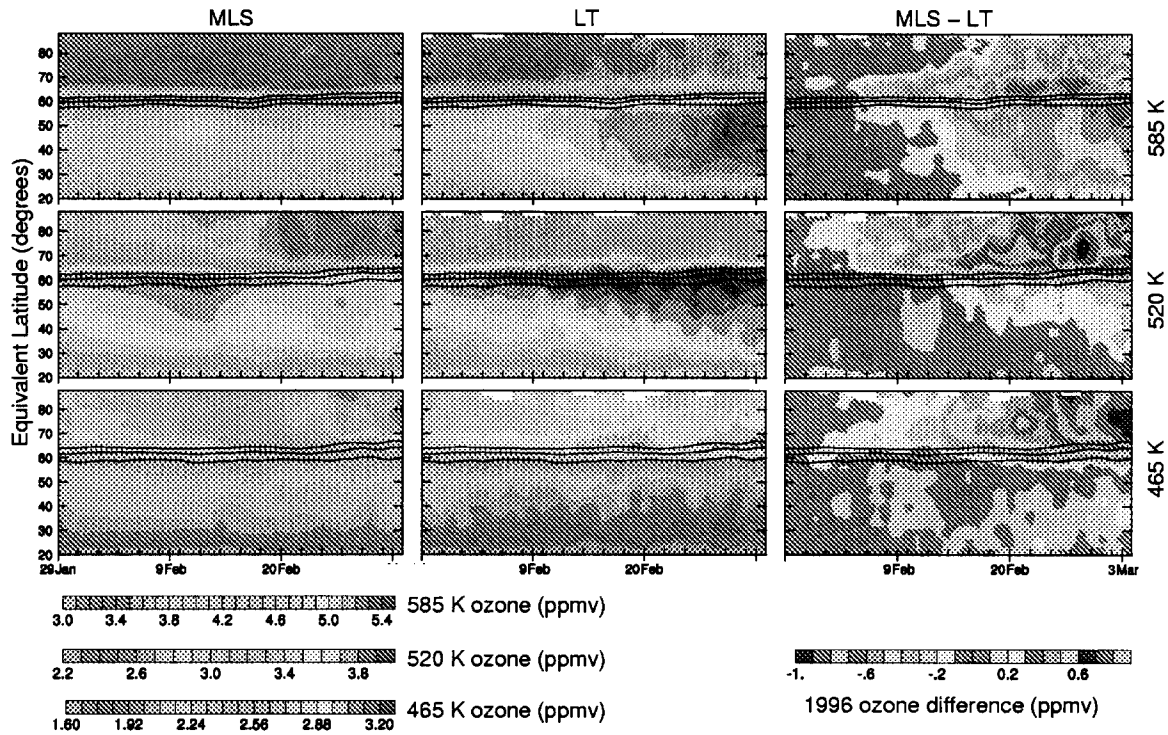 MLS LT MLS – LT
80
70
60
50
40
30
20
585 K
80
70
60
50
40
30
20
520 K
80
70
60
50
40
30
20
465 K
Equivalent Latitude (degrees)
29Jan 9Feb 20Feb 9Feb 20Feb 9Feb 20Feb 3Mar
585 K ozone (ppmv)
3.0 3.4 3.8 4.2 4.6 5.0 5.4
520 K ozone (ppmv)
2.2 2.6 3.0 3.4 3.8
465 K ozone (ppmv)
1.60 1.92 2.24 2.56 2.88 3.20
-1. -.6 -.2 0.2 0.6
1996 ozone difference (ppmv)